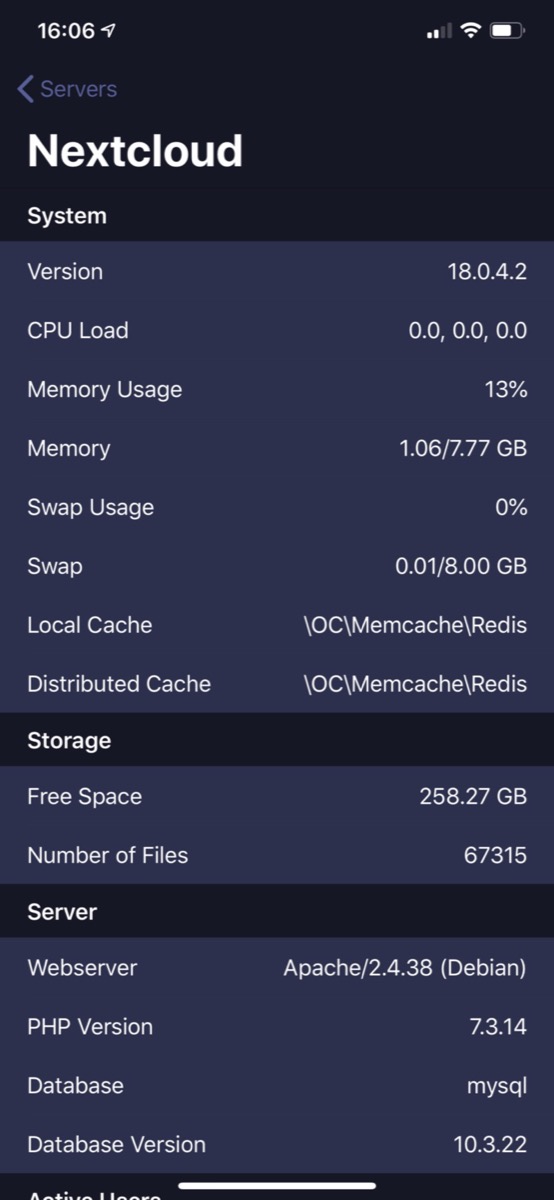 16:06
Servers
Nextcloud
System
Version 18.0.4.2
CPU Load 0.0, 0.0, 0.0
Memory Usage 13%
Memory 1.06/7.77 GB
Swap Usage 0%
Swap 0.01/8.00 GB
Local Cache \OC\Memcache\Redis
Distributed Cache \OC\Memcache\Redis
Storage
Free Space 258.27 GB
Number of Files 67315
Server
Webserver Apache/2.4.38 (Debian)
PHP Version 7.3.14
Database mysql
Database Version 10.3.22
Active Users